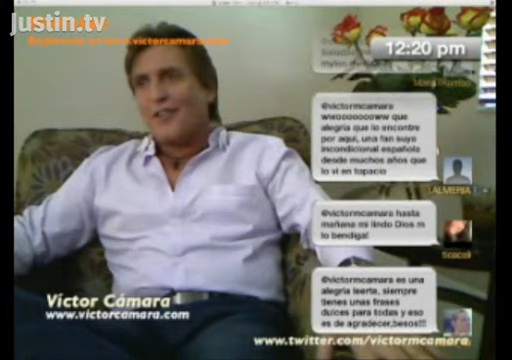 Justin.tv
12:20 pm
@victormcamara
wwooooooww que
alegria que lo encontre
por aqui, una fan suya
incondicional española
desde muchos años que
lo vi en topacio
ALMERIA
@victormcamara hasta
mañana mi lindo Dios m
lo bendiga!
@victormcamara es una
alegria leerta, siempre
tienes unas frases
dulces para todas y eso
es de agradecer,besos!!!
Víctor Cámara
www.victorcamara.com
www.twitter.com/victormcamara